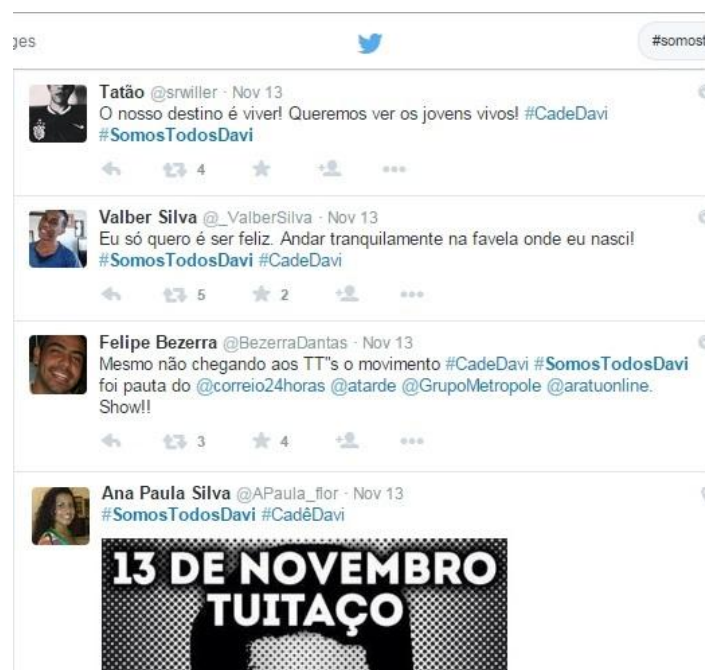 ges
#somost
Tatão @srwiller · Nov 13
O nosso destino é viver! Queremos ver os jovens vivos! #CadeDavi
#SomosTodosDavi
4
Valber Silva @_ValberSilva · Nov 13
Eu só quero é ser feliz. Andar tranquilamente na favela onde eu nasci!
#SomosTodosDavi #CadeDavi
5 2
Felipe Bezerra @BezerraDantas · Nov 13
Mesmo não chegando aos TT"s o movimento #CadeDavi #SomosTodosDavi
foi pauta do @correio24horas @atarde @GrupoMetropole @aratuonline.
Show!!
3 4
Ana Paula Silva @APaula_flor · Nov 13
#SomosTodosDavi #CadêDavi
13 DE NOVEMBRO
TUITAÇO